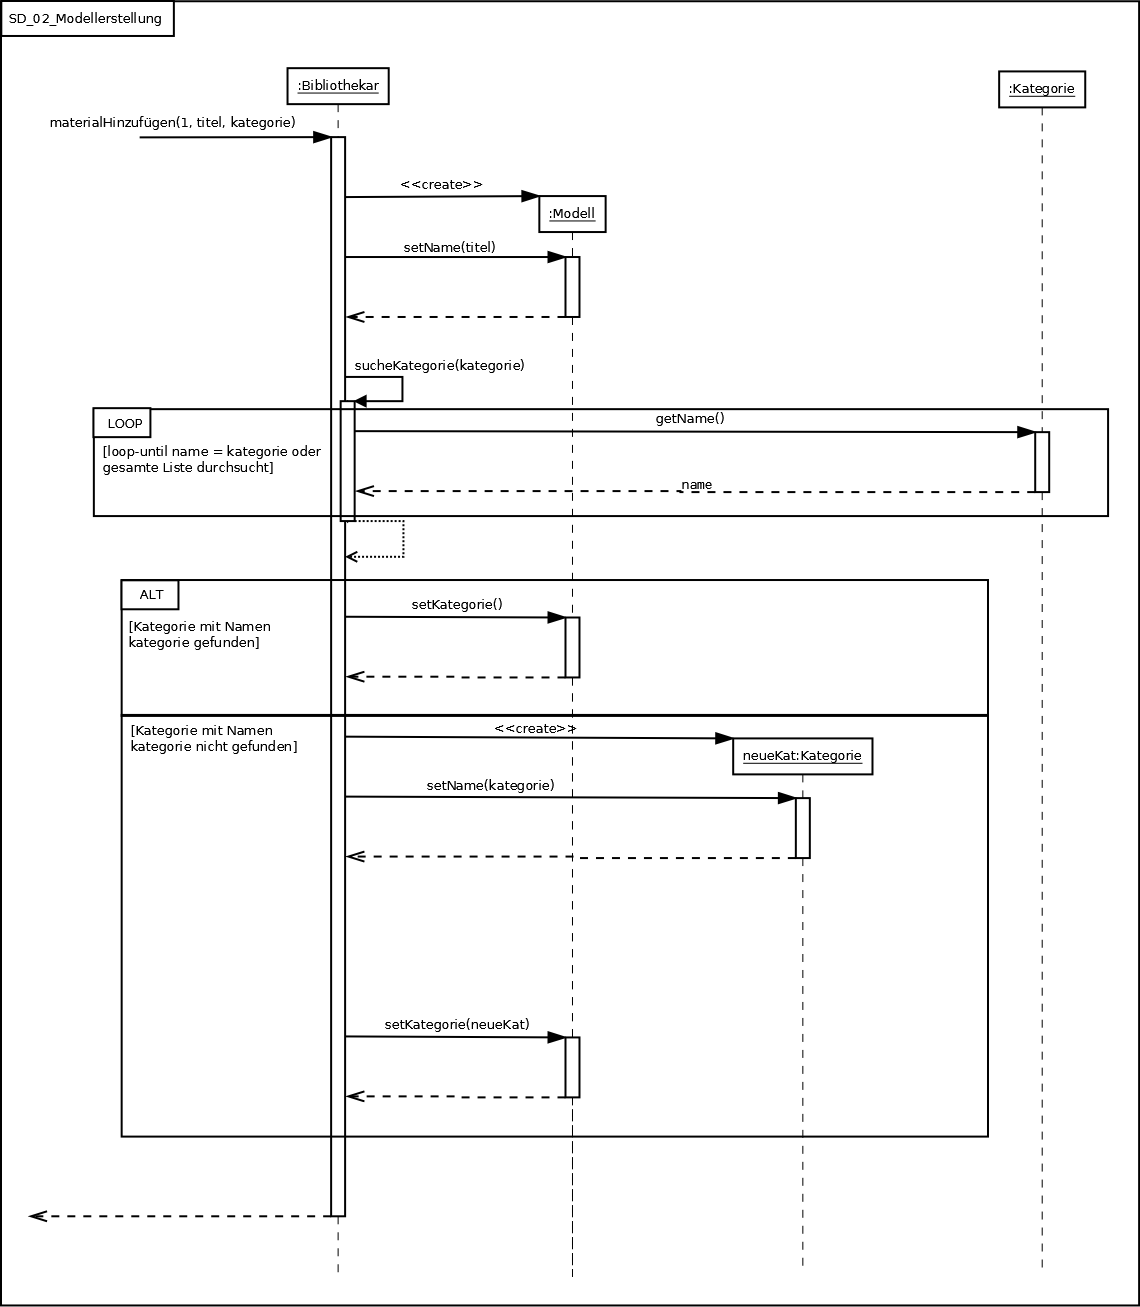 SD_02_Modellerstellung
:Bibliothekar
:Kategorie
materialHinzufügen(1, titel, kategorie)
<<create>>
:Modell
setName(titel)
sucheKategorie(kategorie)
LOOP
getName()
[loop-until name = kategorie oder
gesamte Liste durchsucht]
name
ALT
setKategorie()
[Kategorie mit Namen
kategorie gefunden]
[Kategorie mit Namen
kategorie nicht gefunden]
<<create>>
neueKat:Kategorie
setName(kategorie)
setKategorie(neueKat)